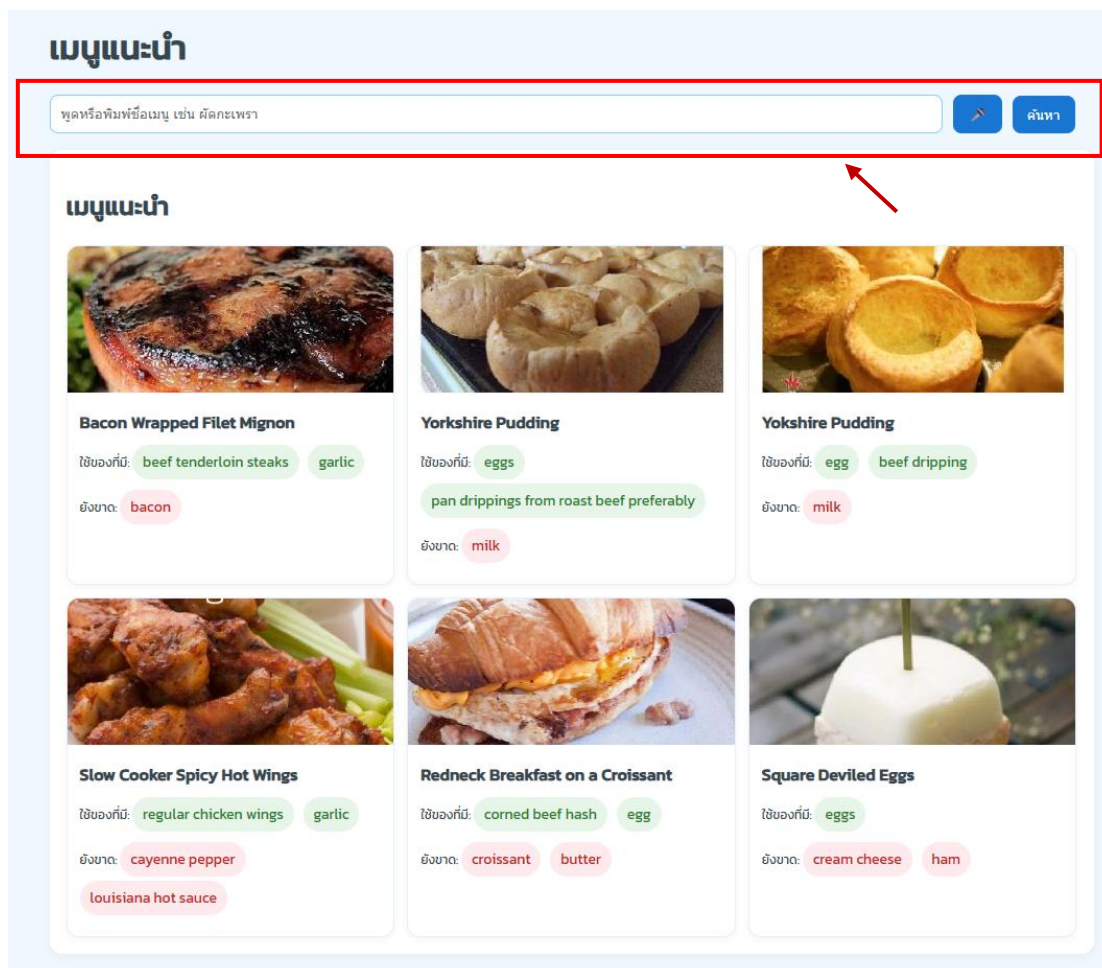 เมนูแนะนำ
พูดหรือพิมพ์ชื่อเมนู เช่น ผัดกะเพรา
ค้นหา
เมนูแนะนำ
Bacon Wrapped Filet Mignon
ใช้ของที่มี: beef tenderloin steaks garlic
ยังขาด: bacon
Yorkshire Pudding
ใช้ของที่มี: eggs
pan drippings from roast beef preferably
ยังขาด: milk
Yokshire Pudding
ใช้ของที่มี: egg beef dripping
ยังขาด: milk
Slow Cooker Spicy Hot Wings
ใช้ของที่มี: regular chicken wings garlic
ยังขาด: cayenne pepper
louisiana hot sauce
Redneck Breakfast on a Croissant
ใช้ของที่มี: corned beef hash egg
ยังขาด: croissant butter
Square Deviled Eggs
ใช้ของที่มี: eggs
ยังขาด: cream cheese ham